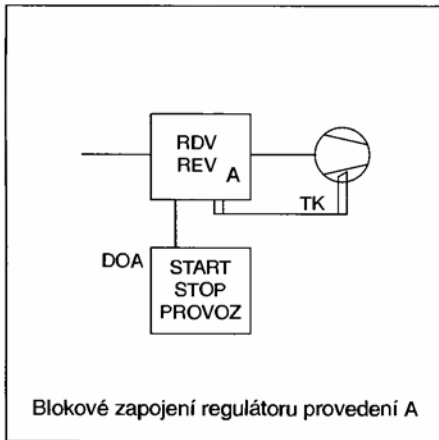 RDV
REV
A
TK
DOA
START
STOP
PROVOZ
Blokové zapojení regulátoru provedení A